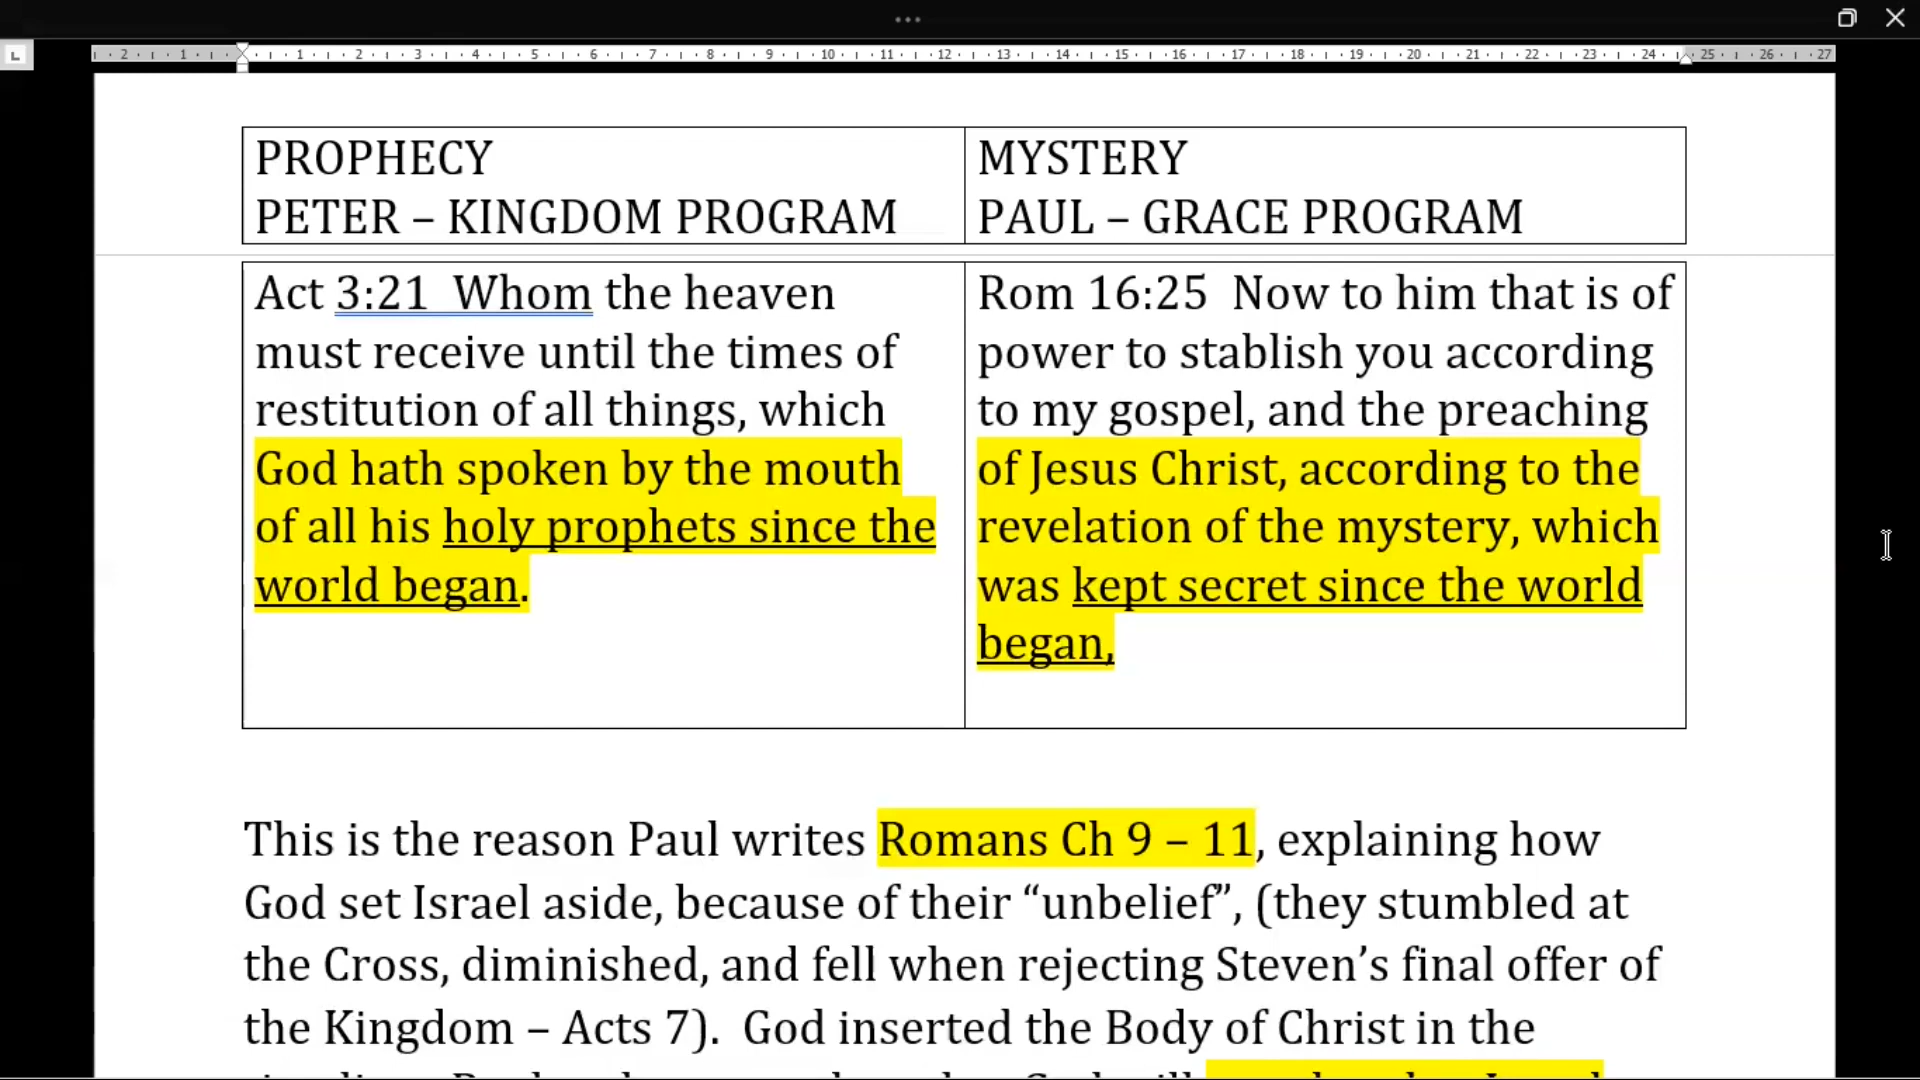 PROPHECY
PETER – KINGDOM PROGRAM
MYSTERY
PAUL – GRACE PROGRAM
Act 3:21  Whom the heaven
must receive until the times of
restitution of all things, which
God hath spoken by the mouth
of all his holy prophets since the
world began.
Rom 16:25  Now to him that is of
power to stablish you according
to my gospel, and the preaching
of Jesus Christ, according to the
revelation of the mystery, which
was kept secret since the world
began,
This is the reason Paul writes Romans Ch 9 – 11, explaining how
God set Israel aside, because of their “unbelief”, (they stumbled at
the Cross, diminished, and fell when rejecting Steven’s final offer of
the Kingdom – Acts 7).  God inserted the Body of Christ in the